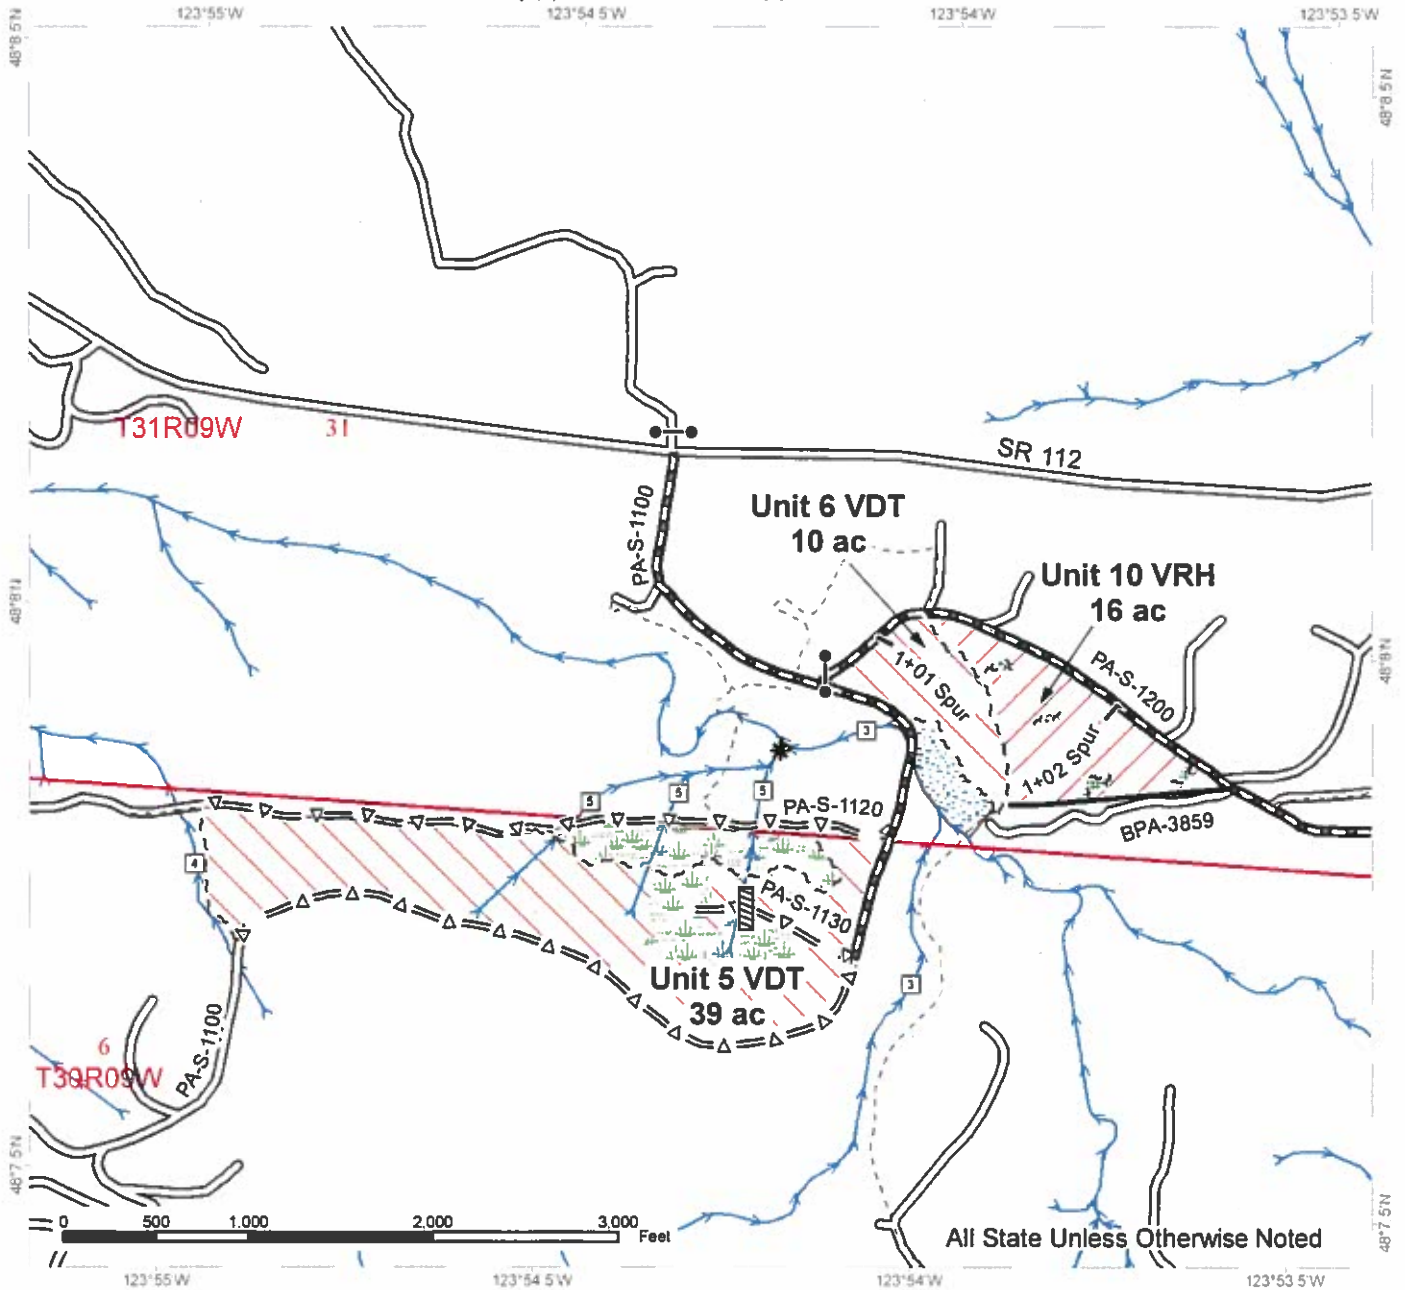 123°55'W
123°54 5'W
123°54'W
123°53 5'W
48°8.5'N
48°8.5'N
T31R09W
31
SR 112
PA-S-1100
Unit 6 VDT
10 ac
Unit 10 VRH
16 ac
48°8'N
48°8'N
1+01 Spur
PA-S-1200
3
1+02 Spur
5
5
5
PA-S-1120
BPA-3859
4
PA-S-1130
Unit 5 VDT
39 ac
3
PA-S-1100
6
T30R09W
48°7 5'N
48°7 5'N
0 500 1,000 2,000 3,000
Feet
All State Unless Otherwise Noted
123°55'W
123°54 5'W
123°54'W
123°53 5'W